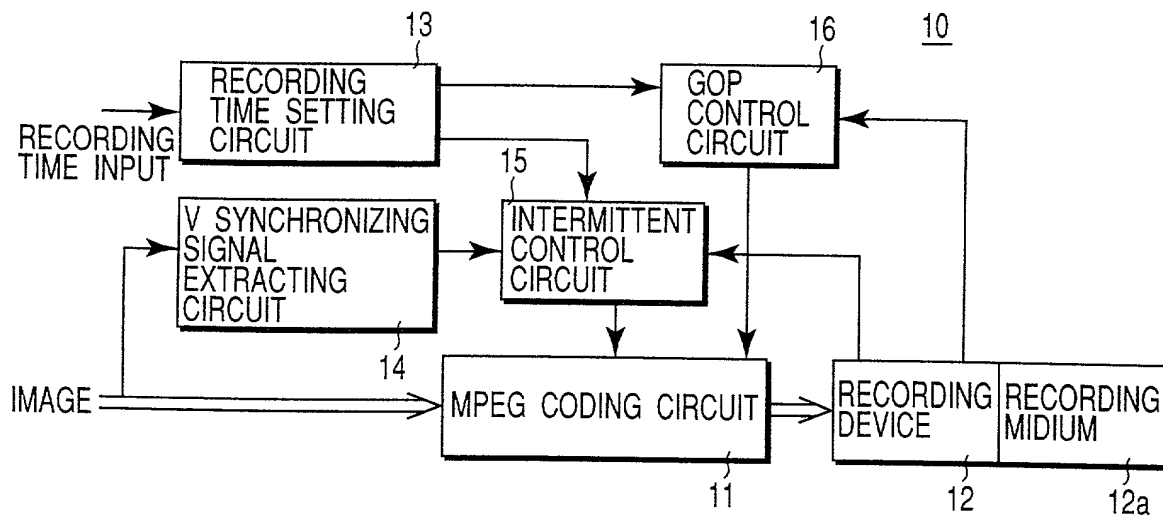 13
16
10
RECORDING
TIME SETTING
CIRCUIT
GOP
CONTROL
CIRCUIT
RECORDING
TIME INPUT
15
V SYNCHRONIZING
SIGNAL
EXTRACTING
CIRCUIT
INTERMITTENT
CONTROL
CIRCUIT
14
IMAGE
MPEG CODING CIRCUIT
RECORDING
DEVICE
RECORDING
MIDIUM
11
12
12a